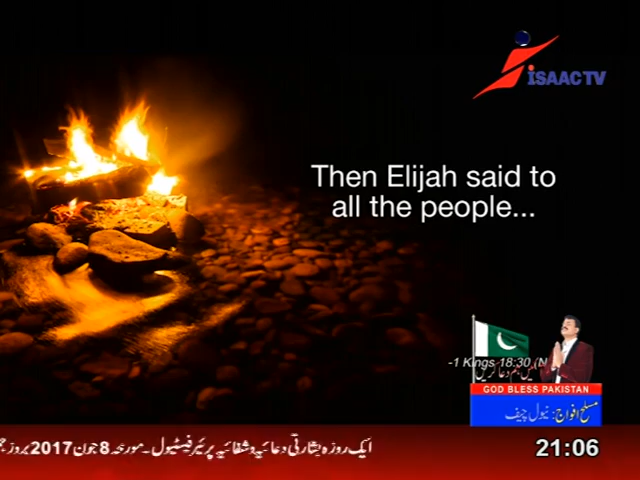 iSAAC TV
Then Elijah said to
all the people...
-1 Kings 18:30 (N
GOD BLESS PAKISTAN
مسلح افواج: نیول چیف
ایک روزہ بشارتی دعائیہ و شفائیہ پریئر فیسٹیول۔ مورخہ 8 جون 2017 بروز
21:06